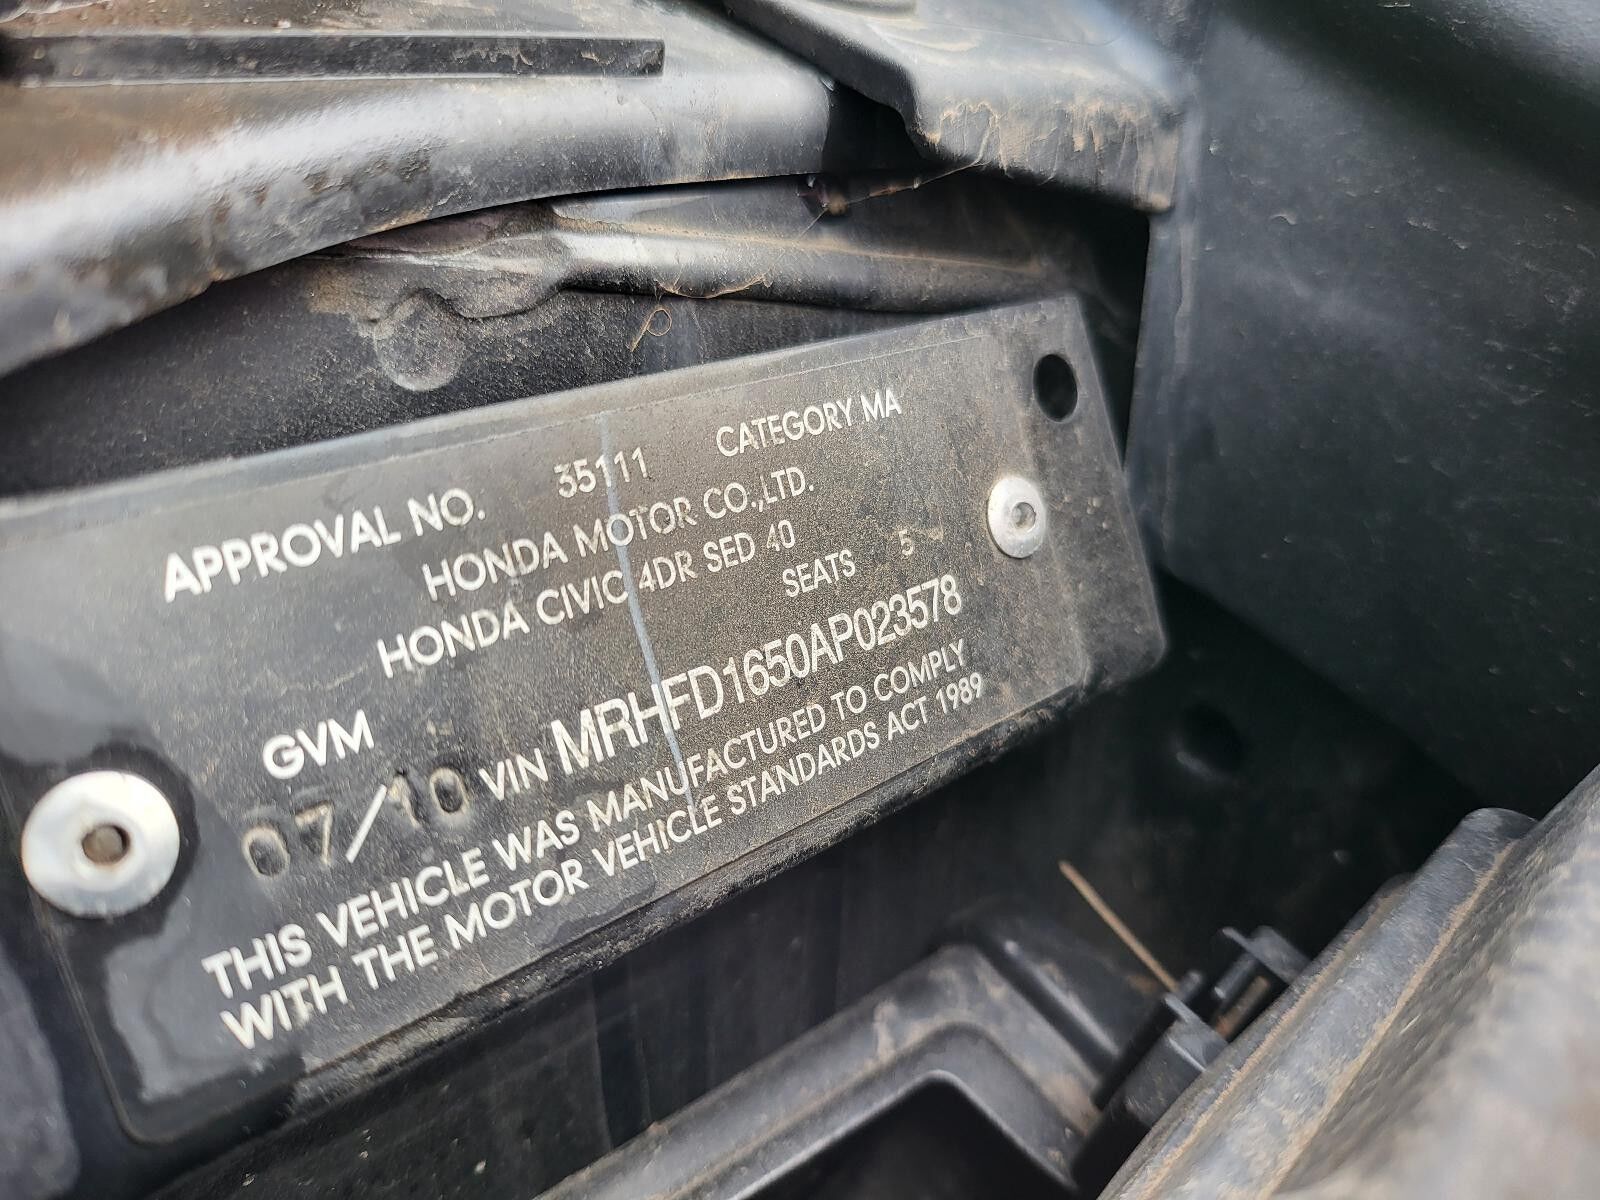 APPROVAL NO. 35111 CATEGORY MA
HONDA MOTOR CO.,LTD.
HONDA CIVIC 4DR SED 40
GVM SEATS 5
07/10 VIN MRHFD1650AP023578
THIS VEHICLE WAS MANUFACTURED TO COMPLY
WITH THE MOTOR VEHICLE STANDARDS ACT 1989